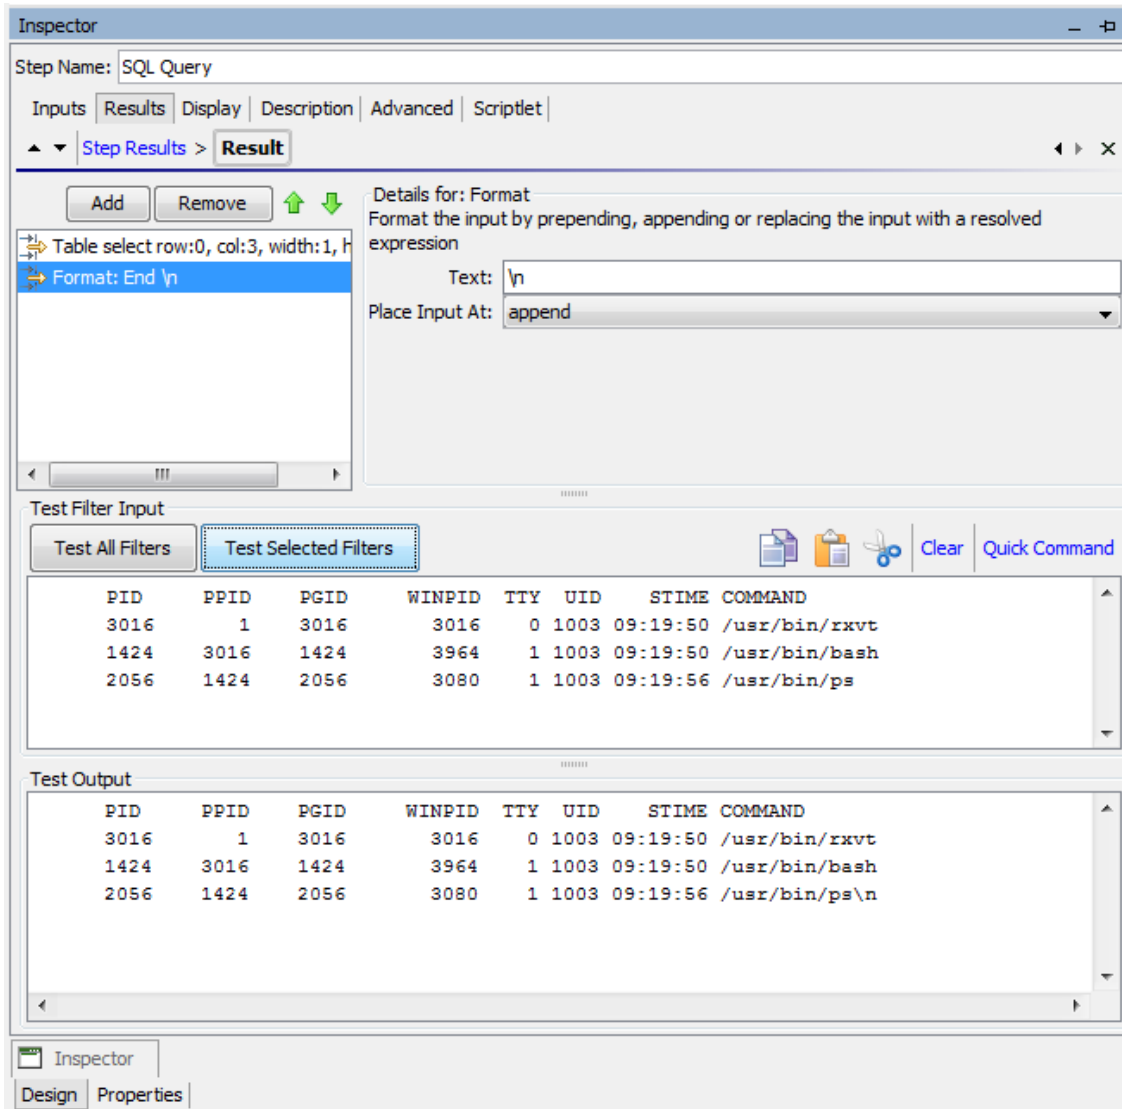 Inspector
Step Name: SQL Query
Inputs Results Display Description Advanced Scriptlet
Step Results > Result
Add Remove
Details for: Format
Format the input by prepending, appending or replacing the input with a resolved
expression
Table select row:0, col:3, width:1, h
Format: End \n
Text: \n
Place Input At: append
Test Filter Input
Test All Filters Test Selected Filters Clear Quick Command
PID PPID PGID WINPID TTY UID STIME COMMAND
3016 1 3016 3016 0 1003 09:19:50 /usr/bin/rxvt
1424 3016 1424 3964 1 1003 09:19:50 /usr/bin/bash
2056 1424 2056 3080 1 1003 09:19:56 /usr/bin/ps
Test Output
PID PPID PGID WINPID TTY UID STIME COMMAND
3016 1 3016 3016 0 1003 09:19:50 /usr/bin/rxvt
1424 3016 1424 3964 1 1003 09:19:50 /usr/bin/bash
2056 1424 2056 3080 1 1003 09:19:56 /usr/bin/ps\n
Inspector
Design Properties